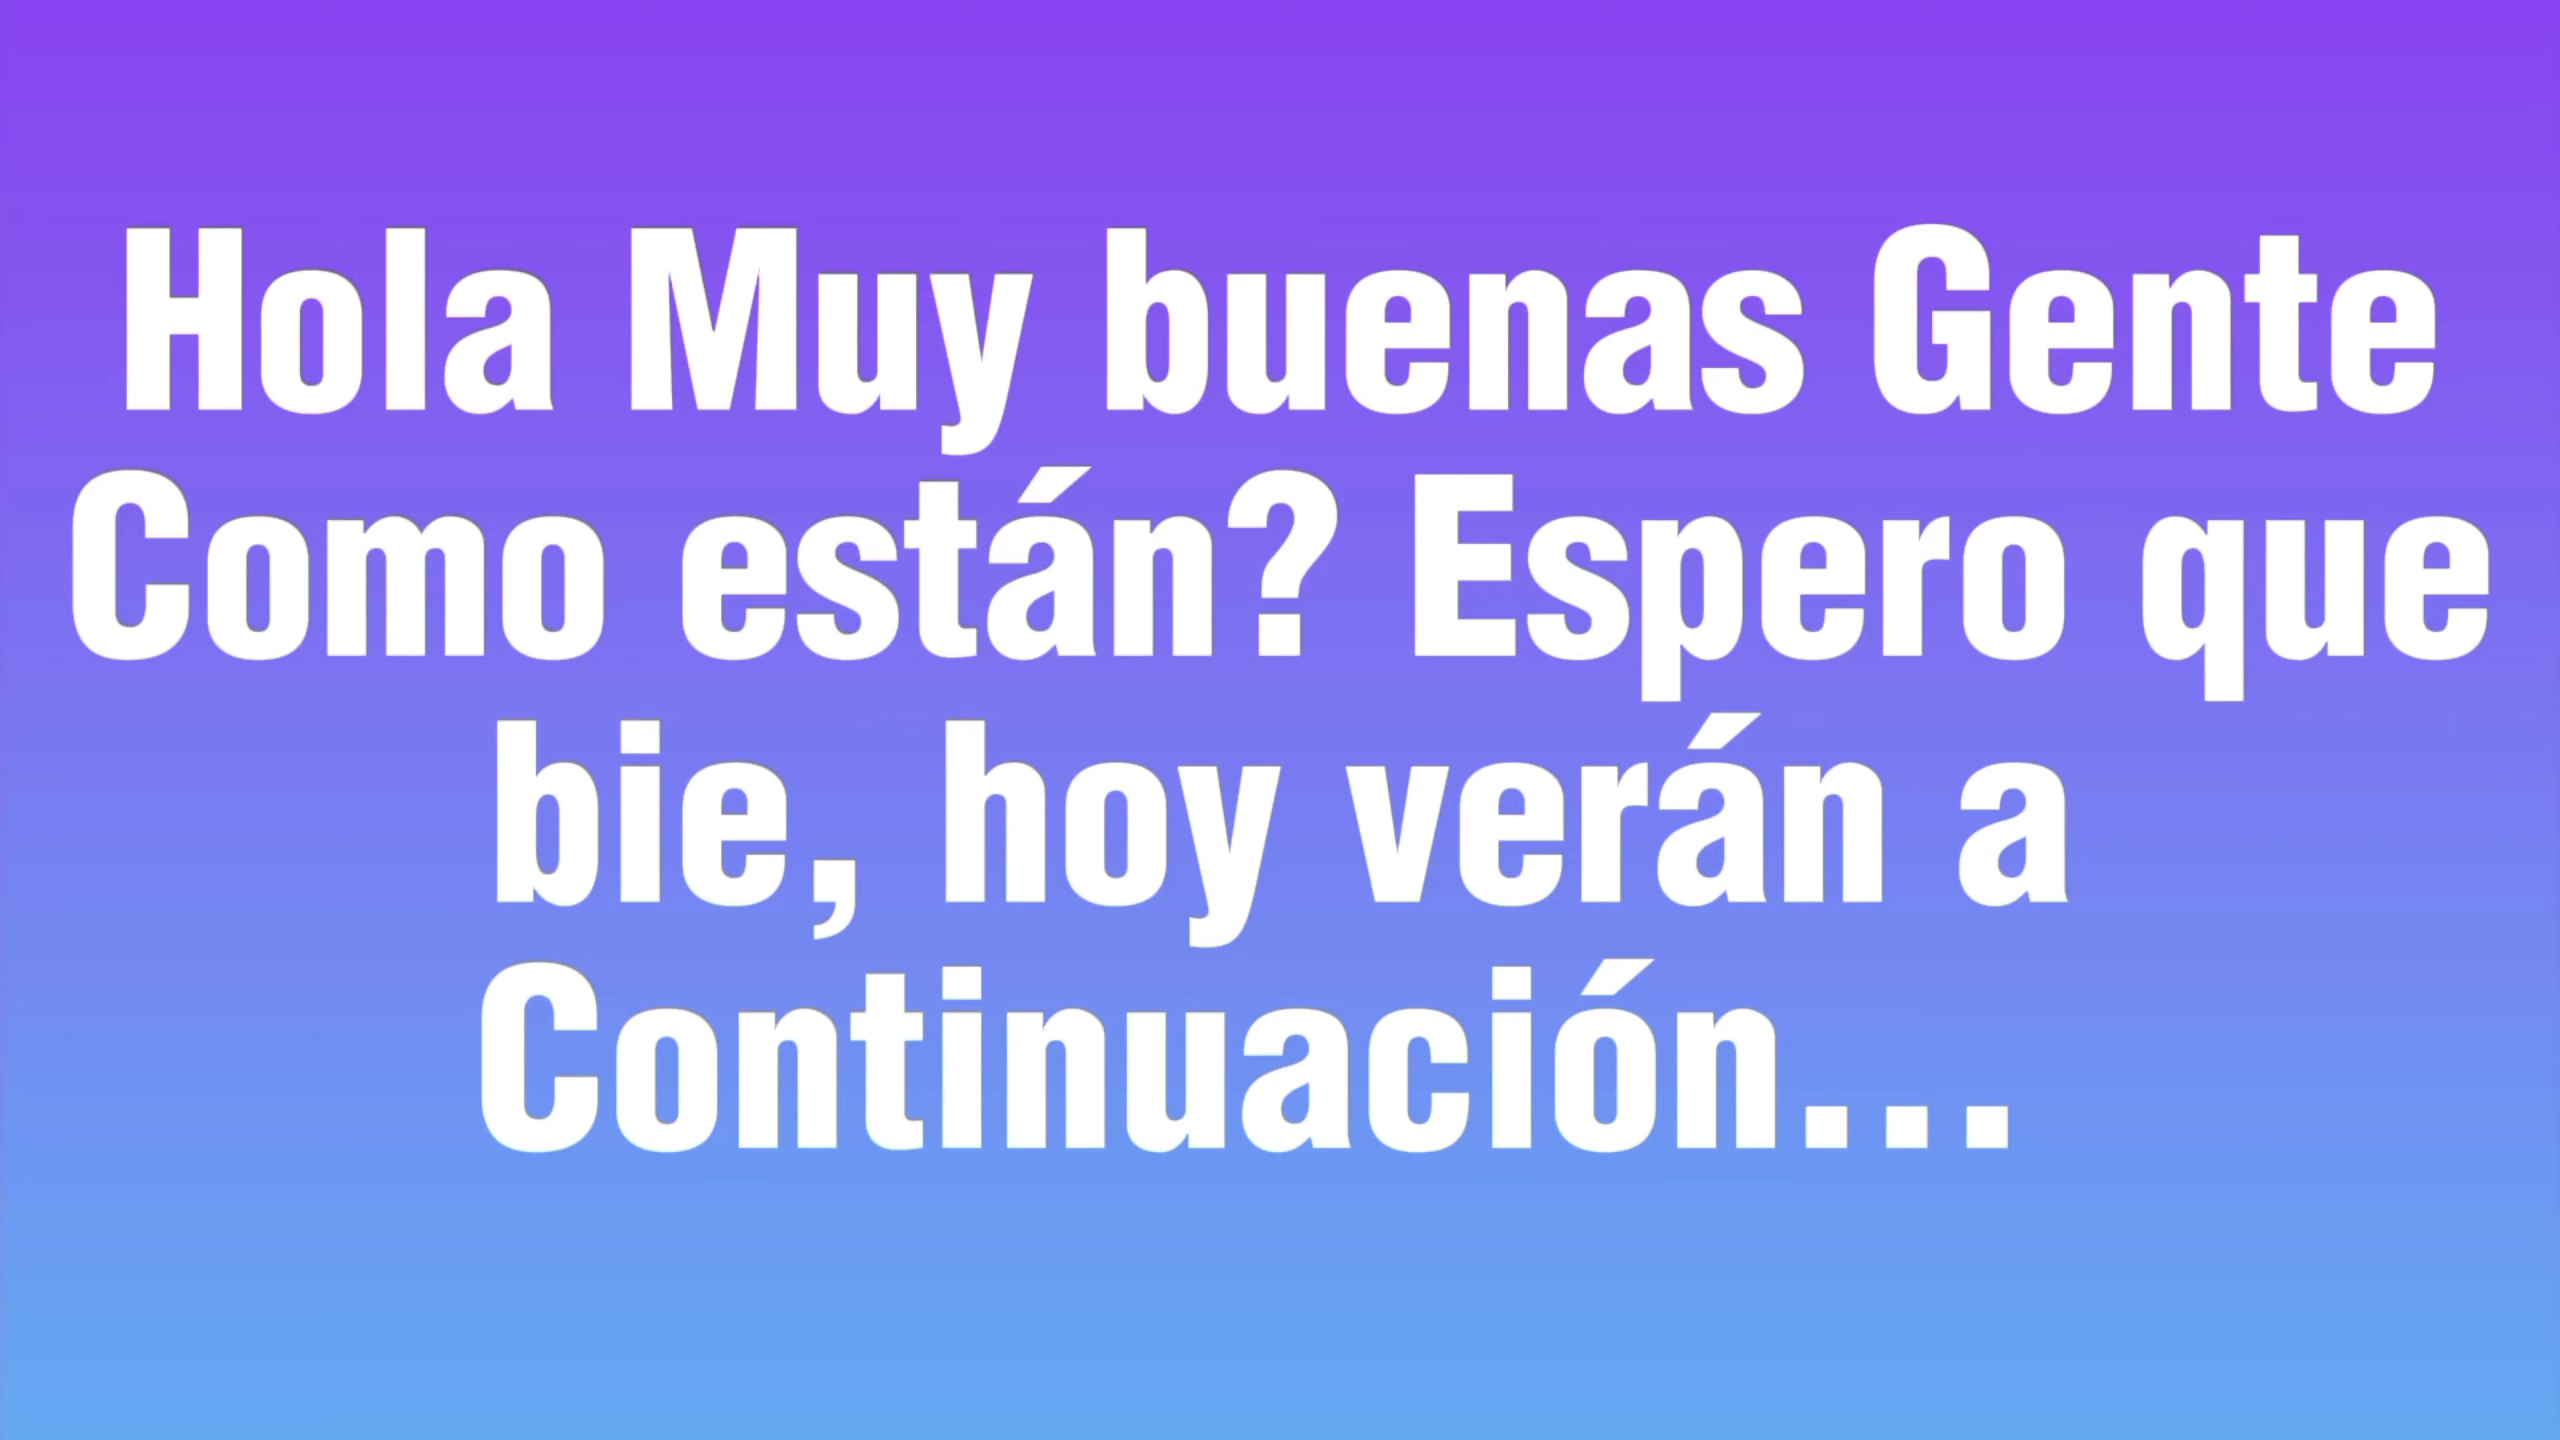 Hola Muy buenas Gente
Como están? Espero que
bie, hoy verán a
Continuación...